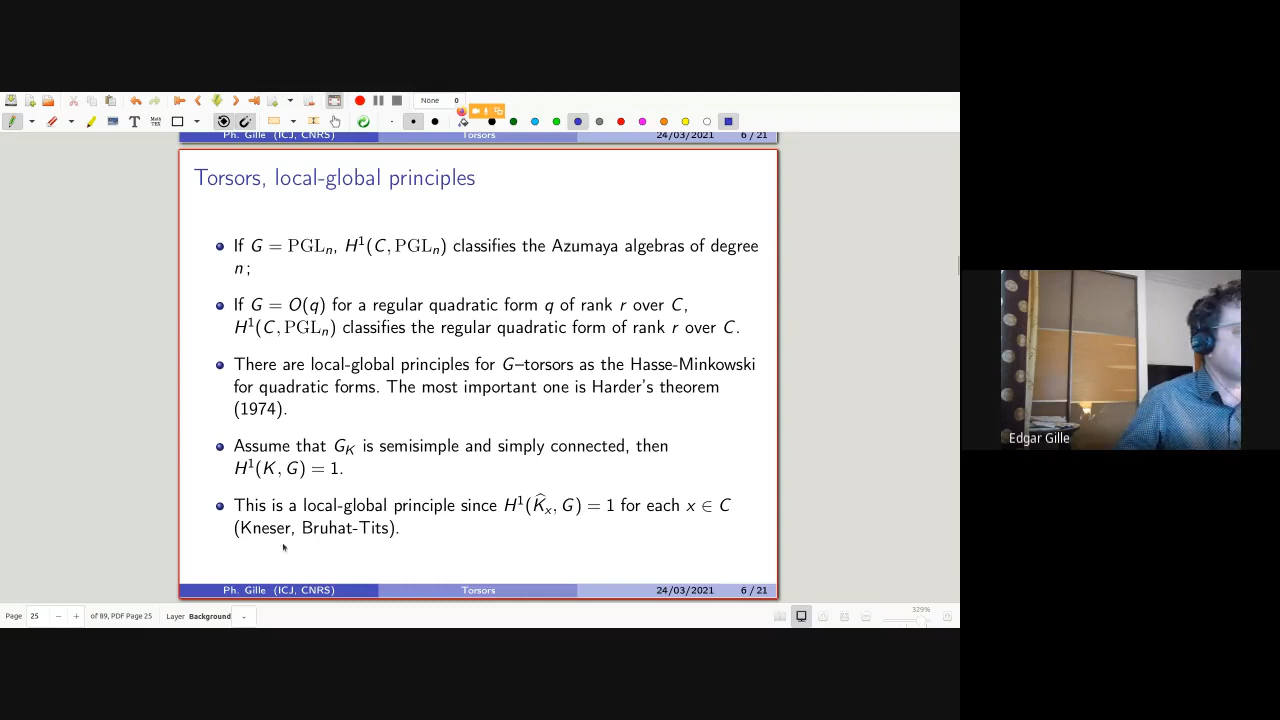 None 0
T Math TEX
Ph. Gille (ICJ, CNRS) Torsors 24/03/2021 6 / 21
Torsors, local-global principles
If G = PGLₙ, H¹(C, PGLₙ) classifies the Azumaya algebras of degree
n ;
If G = O(q) for a regular quadratic form q of rank r over C,
H¹(C, PGLₙ) classifies the regular quadratic form of rank r over C.
There are local-global principles for G–torsors as the Hasse-Minkowski
for quadratic forms. The most important one is Harder's theorem
(1974).
Assume that G_K is semisimple and simply connected, then
H¹(K, G) = 1.
This is a local-global principle since H¹(K̂ₓ, G) = 1 for each x ∈ C
(Kneser, Bruhat-Tits).
Edgar Gille
Ph. Gille (ICJ, CNRS) Torsors 24/03/2021 6 / 21
Page 25 − + of 89, PDF Page 25 Layer Background 329%